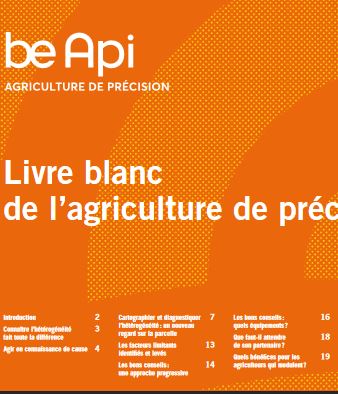 be Api
AGRICULTURE DE PRÉCISION
Livre blanc
de l'agriculture de préc
Introduction 2
Connaître l'hétérogénéité
fait toute la différence 3
Agir en connaissance de cause 4
Cartographier et diagnostiquer 7
l'hétérogénéité : un nouveau
regard sur la parcelle
Les facteurs limitants 13
identifiés et levés
Les bons conseils : 14
une approche progressive
Les bons conseils : 16
quels équipements ?
Que faut-il attendre 18
de son partenaire ?
Quels bénéfices pour les 19
agriculteurs qui modulent ?